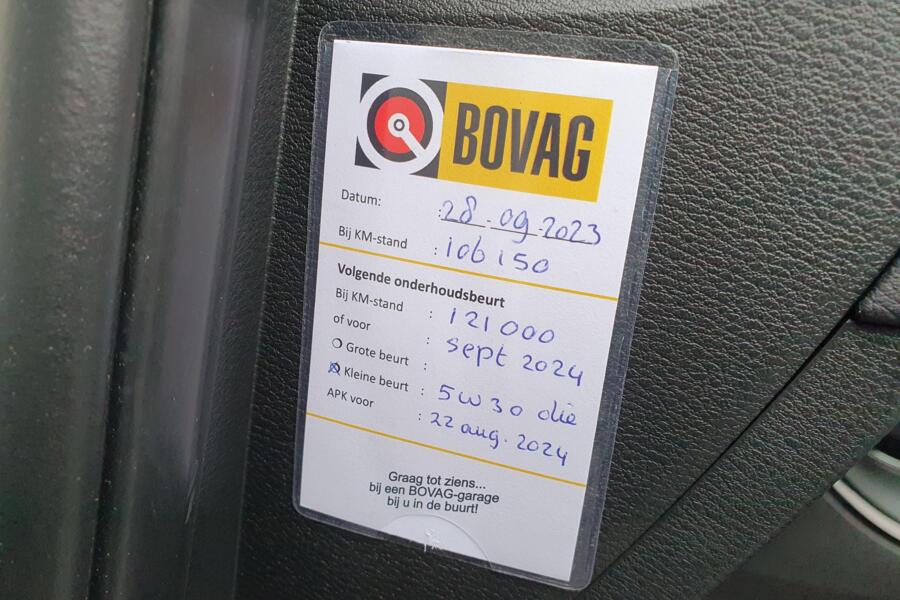 BOVAG
Datum: : 28-09-2023
Bij KM-stand : 106150
Volgende onderhoudsbeurt
Bij KM-stand : 121000
of voor : sept 2024
Grote beurt :
Kleine beurt : 5w30 olie
APK voor : 22 aug. 2024
Graag tot ziens...
bij een BOVAG-garage
bij u in de buurt!